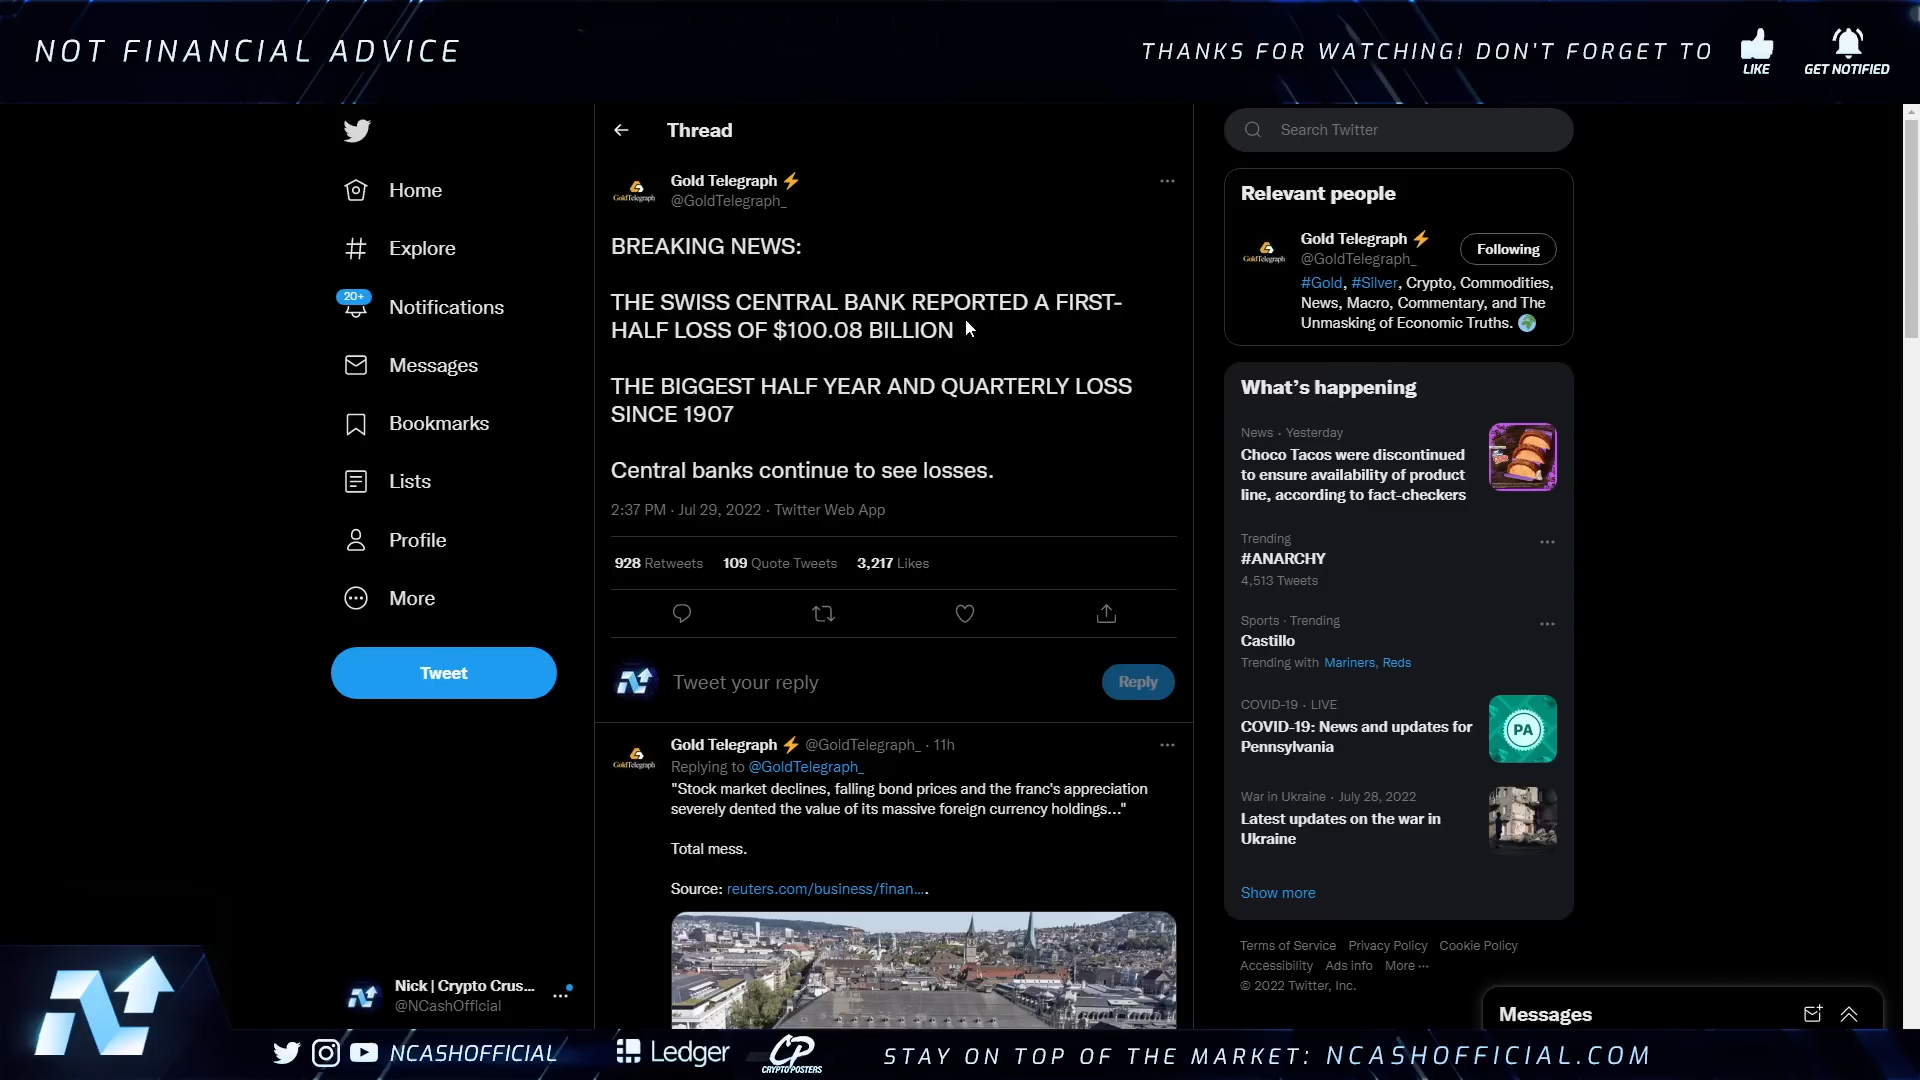 NOT FINANCIAL ADVICE
THANKS FOR WATCHING! DON'T FORGET TO
LIKE
GET NOTIFIED
Home
Explore
20+
Notifications
Messages
Bookmarks
Lists
Profile
More
Tweet
Nick | Crypto Crus...
@NCashOfficial
Thread
GoldTelegraph
Gold Telegraph ⚡
@GoldTelegraph_
BREAKING NEWS:
THE SWISS CENTRAL BANK REPORTED A FIRST-
HALF LOSS OF $100.08 BILLION
THE BIGGEST HALF YEAR AND QUARTERLY LOSS
SINCE 1907
Central banks continue to see losses.
2:37 PM · Jul 29, 2022 · Twitter Web App
928 Retweets 109 Quote Tweets 3,217 Likes
Tweet your reply
Reply
GoldTelegraph
Gold Telegraph ⚡ @GoldTelegraph_ · 11h
Replying to @GoldTelegraph_
"Stock market declines, falling bond prices and the franc's appreciation
severely dented the value of its massive foreign currency holdings..."
Total mess.
Source: reuters.com/business/finan....
Search Twitter
Relevant people
GoldTelegraph
Gold Telegraph ⚡
@GoldTelegraph_
Following
#Gold, #Silver, Crypto, Commodities,
News, Macro, Commentary, and The
Unmasking of Economic Truths. 🌍
What's happening
News · Yesterday
Choco Tacos were discontinued
to ensure availability of product
line, according to fact-checkers
Trending
#ANARCHY
4,513 Tweets
Sports · Trending
Castillo
Trending with Mariners, Reds
COVID-19 · LIVE
COVID-19: News and updates for
Pennsylvania
PA
War in Ukraine · July 28, 2022
Latest updates on the war in
Ukraine
Show more
Terms of Service Privacy Policy Cookie Policy
Accessibility Ads info More ···
© 2022 Twitter, Inc.
Messages
NCASHOFFICIAL
Ledger
CP
CRYPTOPOSTERS
STAY ON TOP OF THE MARKET: NCASHOFFICIAL.COM